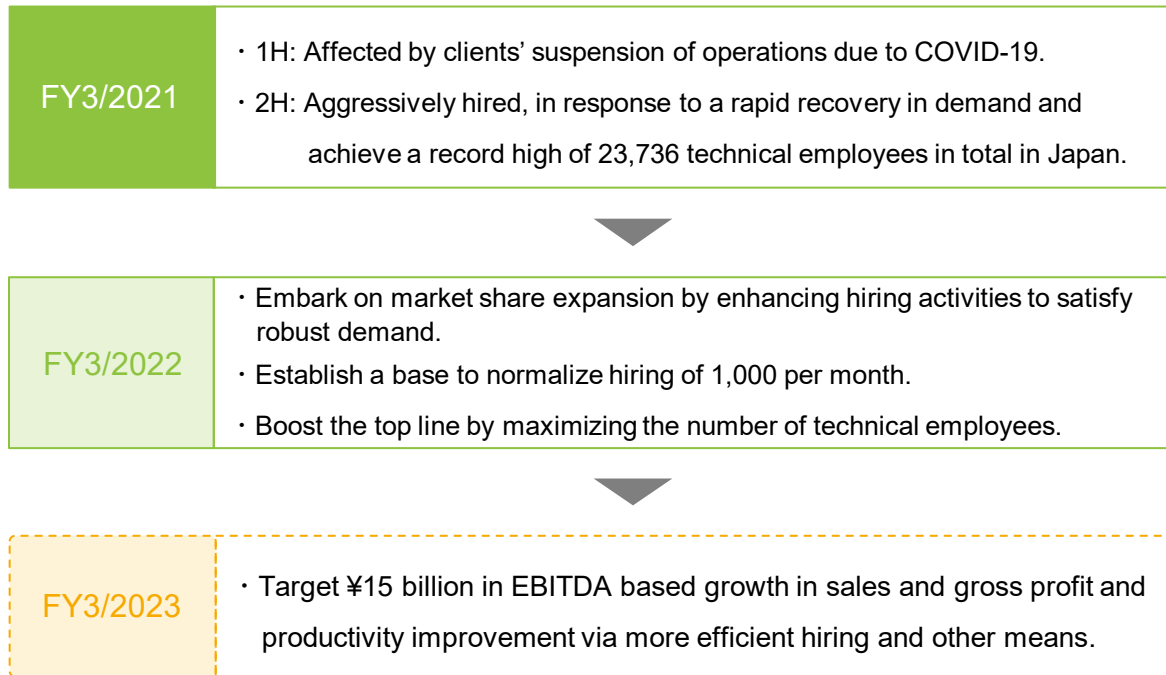 FY3/2021
・1H: Affected by clients’ suspension of operations due to COVID-19.
・2H: Aggressively hired, in response to a rapid recovery in demand and
achieve a record high of 23,736 technical employees in total in Japan.
FY3/2022
・Embark on market share expansion by enhancing hiring activities to satisfy
robust demand.
・Establish a base to normalize hiring of 1,000 per month.
・Boost the top line by maximizing the number of technical employees.
FY3/2023
・Target ¥15 billion in EBITDA based growth in sales and gross profit and
productivity improvement via more efficient hiring and other means.